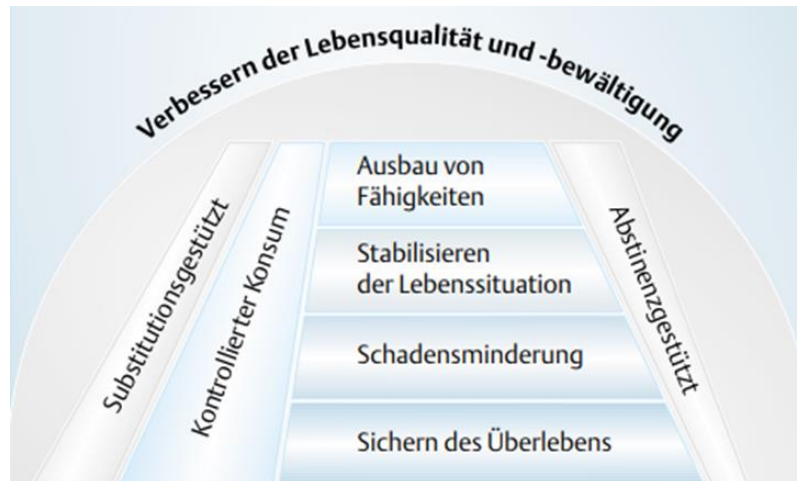 Verbessern der Lebensqualität und -bewältigung
Substitutionsgestützt
Kontrollierter Konsum
Ausbau von
Fähigkeiten
Stabilisieren
der Lebenssituation
Schadensminderung
Sichern des Überlebens
Abstinenzgestützt